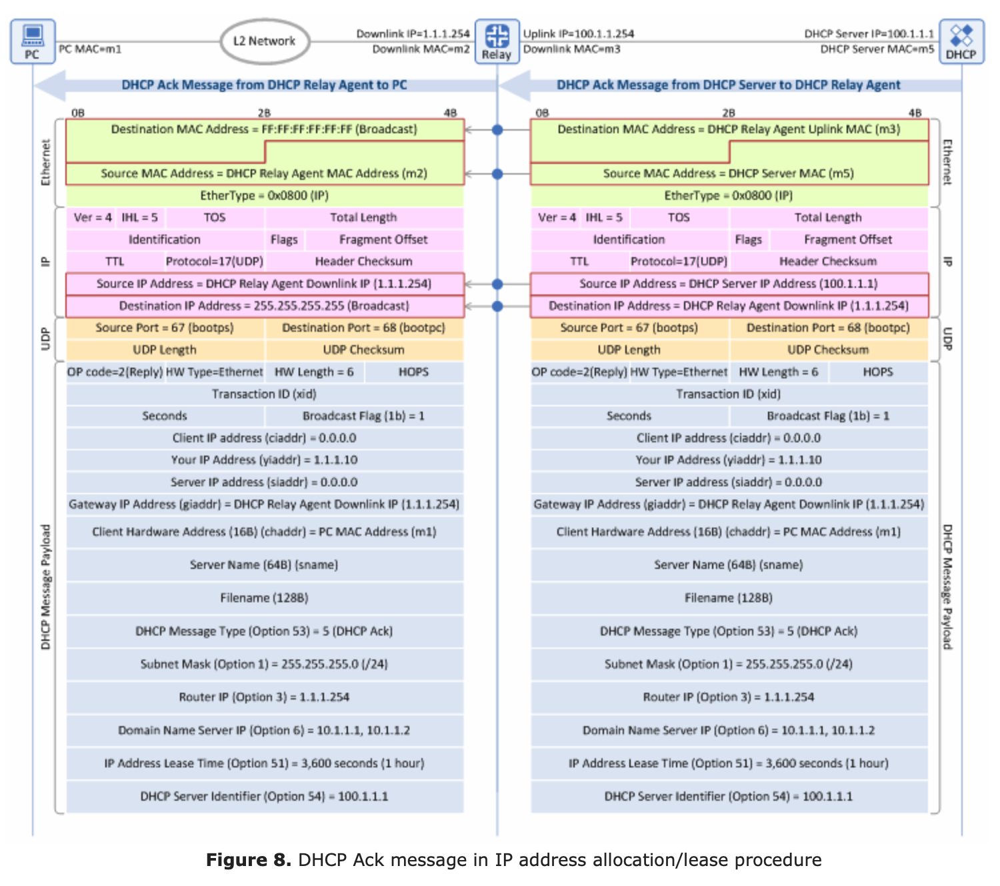 PC
PC MAC=m1
L2 Network
Downlink IP=1.1.1.254
Downlink MAC=m2
Relay
Uplink IP=100.1.1.254
Downlink MAC=m3
DHCP Server IP=100.1.1.1
DHCP Server MAC=m5
DHCP
DHCP Ack Message from DHCP Relay Agent to PC
DHCP Ack Message from DHCP Server to DHCP Relay Agent
0B 2B 4B
Ethernet
Destination MAC Address = FF:FF:FF:FF:FF:FF (Broadcast)
Source MAC Address = DHCP Relay Agent MAC Address (m2)
EtherType = 0x0800 (IP)
IP
Ver = 4 IHL = 5 TOS Total Length
Identification Flags Fragment Offset
TTL Protocol=17(UDP) Header Checksum
Source IP Address = DHCP Relay Agent Downlink IP (1.1.1.254)
Destination IP Address = 255.255.255.255 (Broadcast)
UDP
Source Port = 67 (bootps) Destination Port = 68 (bootpc)
UDP Length UDP Checksum
DHCP Message Payload
OP code=2(Reply) HW Type=Ethernet HW Length = 6 HOPS
Transaction ID (xid)
Seconds Broadcast Flag (1b) = 1
Client IP address (ciaddr) = 0.0.0.0
Your IP Address (yiaddr) = 1.1.1.10
Server IP address (siaddr) = 0.0.0.0
Gateway IP Address (giaddr) = DHCP Relay Agent Downlink IP (1.1.1.254)
Client Hardware Address (16B) (chaddr) = PC MAC Address (m1)
Server Name (64B) (sname)
Filename (128B)
DHCP Message Type (Option 53) = 5 (DHCP Ack)
Subnet Mask (Option 1) = 255.255.255.0 (/24)
Router IP (Option 3) = 1.1.1.254
Domain Name Server IP (Option 6) = 10.1.1.1, 10.1.1.2
IP Address Lease Time (Option 51) = 3,600 seconds (1 hour)
DHCP Server Identifier (Option 54) = 100.1.1.1
0B 2B 4B
Ethernet
Destination MAC Address = DHCP Relay Agent Uplink MAC (m3)
Source MAC Address = DHCP Server MAC (m5)
EtherType = 0x0800 (IP)
IP
Ver = 4 IHL = 5 TOS Total Length
Identification Flags Fragment Offset
TTL Protocol=17(UDP) Header Checksum
Source IP Address = DHCP Server IP Address (100.1.1.1)
Destination IP Address = DHCP Relay Agent Downlink IP (1.1.1.254)
UDP
Source Port = 67 (bootps) Destination Port = 68 (bootpc)
UDP Length UDP Checksum
DHCP Message Payload
OP code=2(Reply) HW Type=Ethernet HW Length = 6 HOPS
Transaction ID (xid)
Seconds Broadcast Flag (1b) = 1
Client IP address (ciaddr) = 0.0.0.0
Your IP Address (yiaddr) = 1.1.1.10
Server IP address (siaddr) = 0.0.0.0
Gateway IP Address (giaddr) = DHCP Relay Agent Downlink IP (1.1.1.254)
Client Hardware Address (16B) (chaddr) = PC MAC Address (m1)
Server Name (64B) (sname)
Filename (128B)
DHCP Message Type (Option 53) = 5 (DHCP Ack)
Subnet Mask (Option 1) = 255.255.255.0 (/24)
Router IP (Option 3) = 1.1.1.254
Domain Name Server IP (Option 6) = 10.1.1.1, 10.1.1.2
IP Address Lease Time (Option 51) = 3,600 seconds (1 hour)
DHCP Server Identifier (Option 54) = 100.1.1.1
Figure 8. DHCP Ack message in IP address allocation/lease procedure